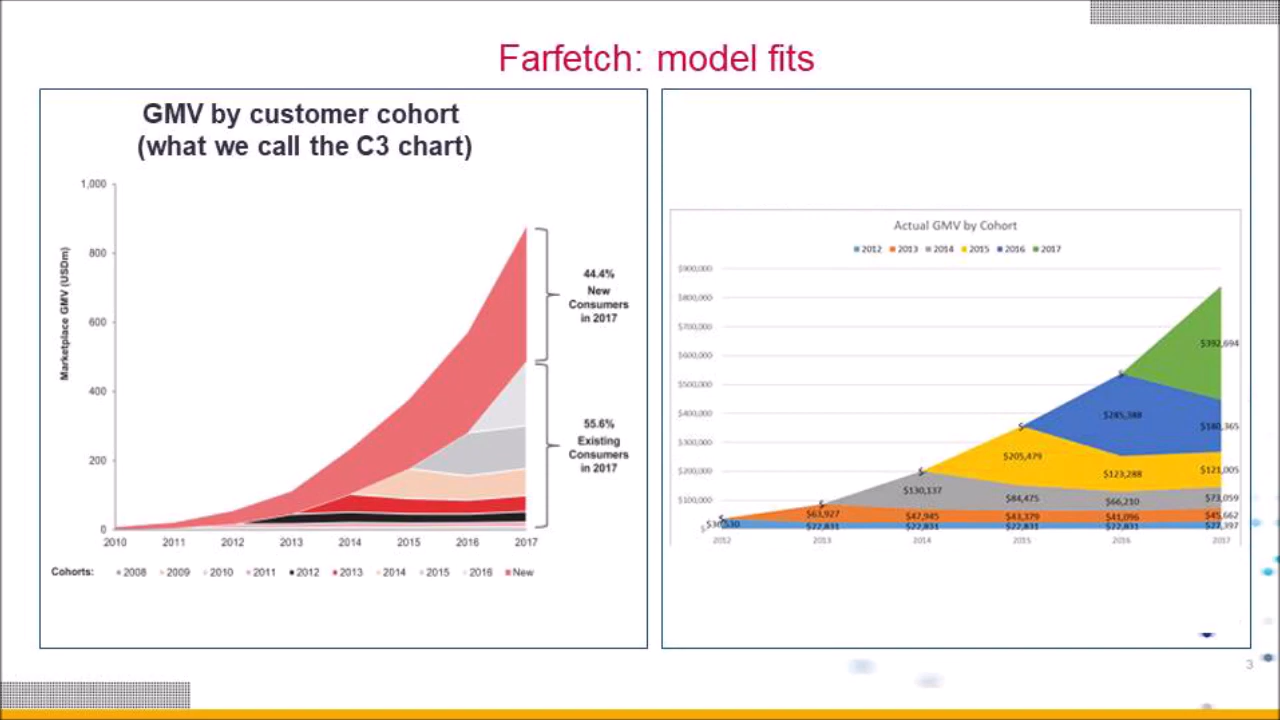 Farfetch: model fits
GMV by customer cohort
(what we call the C3 chart)
Marketplace GMV (USDm)
1,000
800
600
400
200
0
2010 2011 2012 2013 2014 2015 2016 2017
44.4%
New
Consumers
in 2017
55.6%
Existing
Consumers
in 2017
Cohorts: 2008 2009 2010 2011 2012 2013 2014 2015 2016 New
Actual GMV by Cohort
2012 2013 2014 2015 2016 2017
$900,000
$800,000
$700,000
$600,000
$500,000
$400,000
$300,000
$200,000
$100,000
$
$392,694
$285,388
$180,365
$205,479
$123,288
$121,005
$130,137
$84,475
$66,210
$73,059
$63,927
$47,945
$43,379
$41,096
$45,662
$30,530
$22,831
$22,831
$22,831
$22,831
$27,397
2012 2013 2014 2015 2016 2017
3